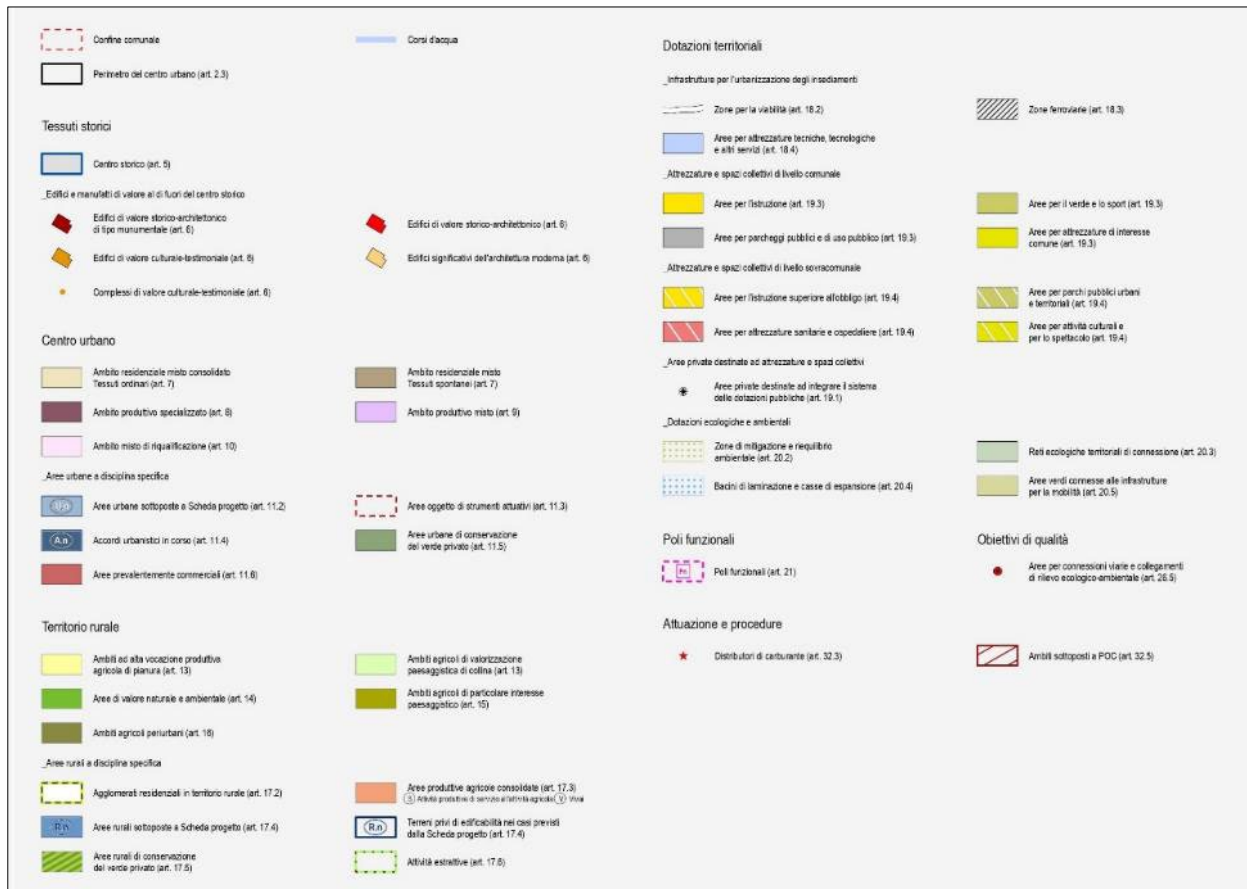 Confine comunale
Corsi d'acqua
Perimetro del centro urbano (art. 2.3)
Tessuti storici
Centro storico (art. 5)
_Edifici e manufatti di valore al di fuori del centro storico
Edifici di valore storico-architettonico
di tipo munumentale (art. 6)
Edifici di valore storico-architettonico (art. 6)
Edifici di valore culturale-testimoniale (art. 6)
Edifici significativi dell'architettura moderna (art. 6)
Complessi di valore culturale-testimoniale (art. 6)
Centro urbano
Ambito residenziale misto consolidato
Tessuti ordinari (art. 7)
Ambito residenziale misto
Tessuti spontanei (art. 7)
Ambito produttivo specializzato (art. 8)
Ambito produttivo misto (art. 9)
Ambito misto di riqualificazione (art. 10)
_Aree urbane a disciplina specifica
Aree urbane sottoposte a Scheda progetto (art. 11.2)
Aree oggetto di strumenti attuativi (art. 11.3)
A.n
Accordi urbanistici in corso (art. 11.4)
Aree urbane di conservazione
del verde privato (art. 11.5)
Aree prevalentemente commerciali (art. 11.6)
Territorio rurale
Ambiti ad alta vocazione produttiva
agricola di pianura (art. 13)
Ambiti agricoli di valorizzazione
paesaggistica di collina (art. 13)
Aree di valore naturale e ambientale (art. 14)
Ambiti agricoli di particolare interesse
paesaggistico (art. 15)
Ambiti agricoli periurbani (art. 16)
_Aree rurali a disciplina specifica
Agglomerati residenziali in territorio rurale (art. 17.2)
Aree produttive agricole consolidate (art. 17.3)
Attività produttive di servizio all'attività agricola V Vivai
R.n
Aree rurali sottoposte a Scheda progetto (art. 17.4)
R.n
Terreni privi di edificabilità nei casi previsti
dalla Scheda progetto (art. 17.4)
Aree rurali di conservazione
del verde privato (art. 17.5)
Attività estrattive (art. 17.6)
Dotazioni territoriali
_Infrastrutture per l'urbanizzazione degli insediamenti
Zone per la viabilità (art. 18.2)
Zone ferroviarie (art. 18.3)
Aree per attrezzature tecniche, tecnologiche
e altri servizi (art. 18.4)
_Attrezzature e spazi collettivi di livello comunale
Aree per l'istruzione (art. 19.3)
Aree per il verde e lo sport (art. 19.3)
Aree per parcheggi pubblici e di uso pubblico (art. 19.3)
Aree per attrezzature di interesse
comune (art. 19.3)
_Attrezzature e spazi collettivi di livello sovracomunale
Aree per l'istruzione superiore all'obbligo (art. 19.4)
Aree per parchi pubblici urbani
e territoriali (art. 19.4)
Aree per attrezzature sanitarie e ospedaliere (art. 19.4)
Aree per attività culturali e
per lo spettacolo (art. 19.4)
_Aree private destinate ad attrezzature e spazi collettivi
Aree private destinate ad integrare il sistema
delle dotazioni pubbliche (art. 19.1)
_Dotazioni ecologiche e ambientali
Zone di mitigazione e riequilibrio
ambientale (art. 20.2)
Reti ecologiche territoriali di connessione (art. 20.3)
Bacini di laminazione e casse di espansione (art. 20.4)
Aree verdi connesse alle infrastrutture
per la mobilità (art. 20.5)
Poli funzionali
Pn
Poli funzionali (art. 21)
Obiettivi di qualità
Aree per connessioni viarie e collegamenti
di rilievo ecologico-ambientale (art. 26.5)
Attuazione e procedure
Distributori di carburante (art. 32.3)
Ambiti sottoposti a POC (art. 32.5)